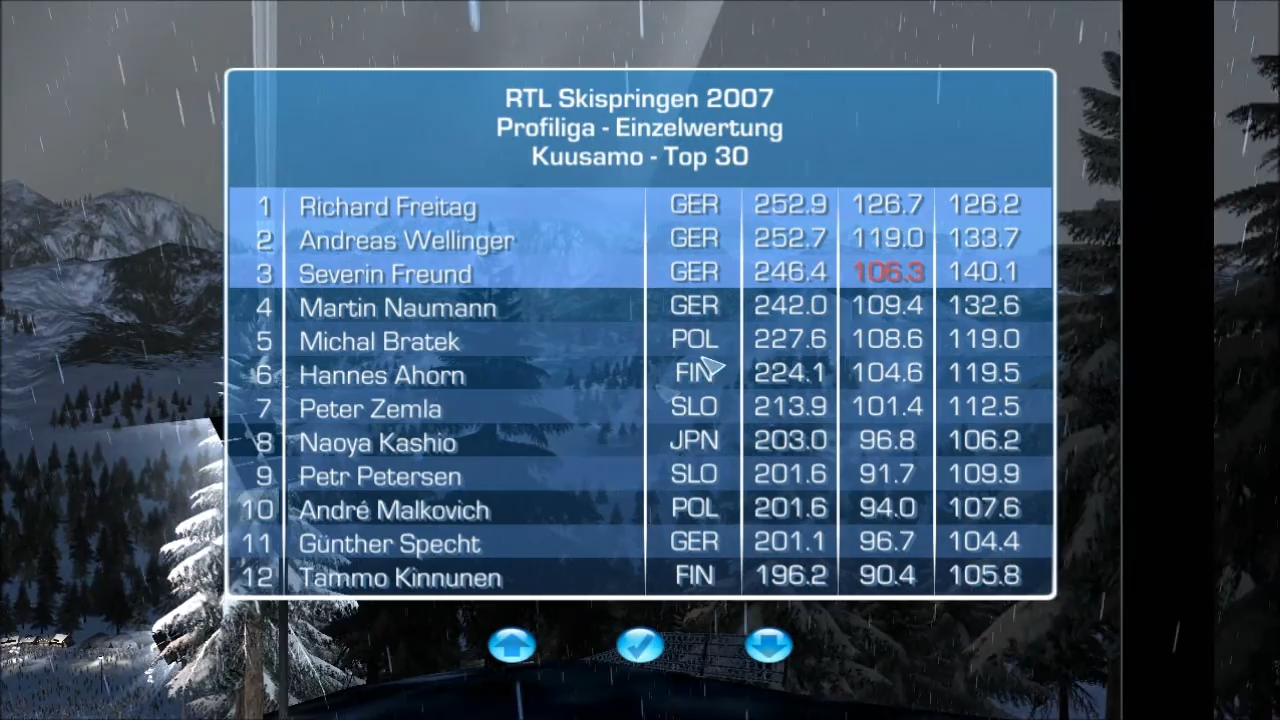 RTL Skispringen 2007
Profiliga - Einzelwertung
Kuusamo - Top 30
1 Richard Freitag GER 252.9 126.7 126.2
2 Andreas Wellinger GER 252.7 119.0 133.7
3 Severin Freund GER 246.4 106.3 140.1
4 Martin Naumann GER 242.0 109.4 132.6
5 Michal Bratek POL 227.6 108.6 119.0
6 Hannes Ahorn FIN 224.1 104.6 119.5
7 Peter Zemla SLO 213.9 101.4 112.5
8 Naoya Kashio JPN 203.0 96.8 106.2
9 Petr Petersen SLO 201.6 91.7 109.9
10 André Malkovich POL 201.6 94.0 107.6
11 Günther Specht GER 201.1 96.7 104.4
12 Tammo Kinnunen FIN 196.2 90.4 105.8